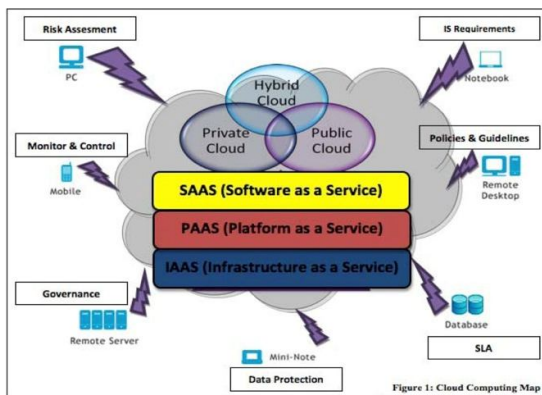 Risk Assesment
PC
IS Requirements
Notebook
Hybrid
Cloud
Private
Cloud
Public
Cloud
Monitor & Control
Mobile
Policies & Guidelines
Remote
Desktop
SAAS (Software as a Service)
PAAS (Platform as a Service)
IAAS (Infrastructure as a Service)
Governance
Remote Server
Database
SLA
Mini-Note
Data Protection
Figure 1: Cloud Computing Map